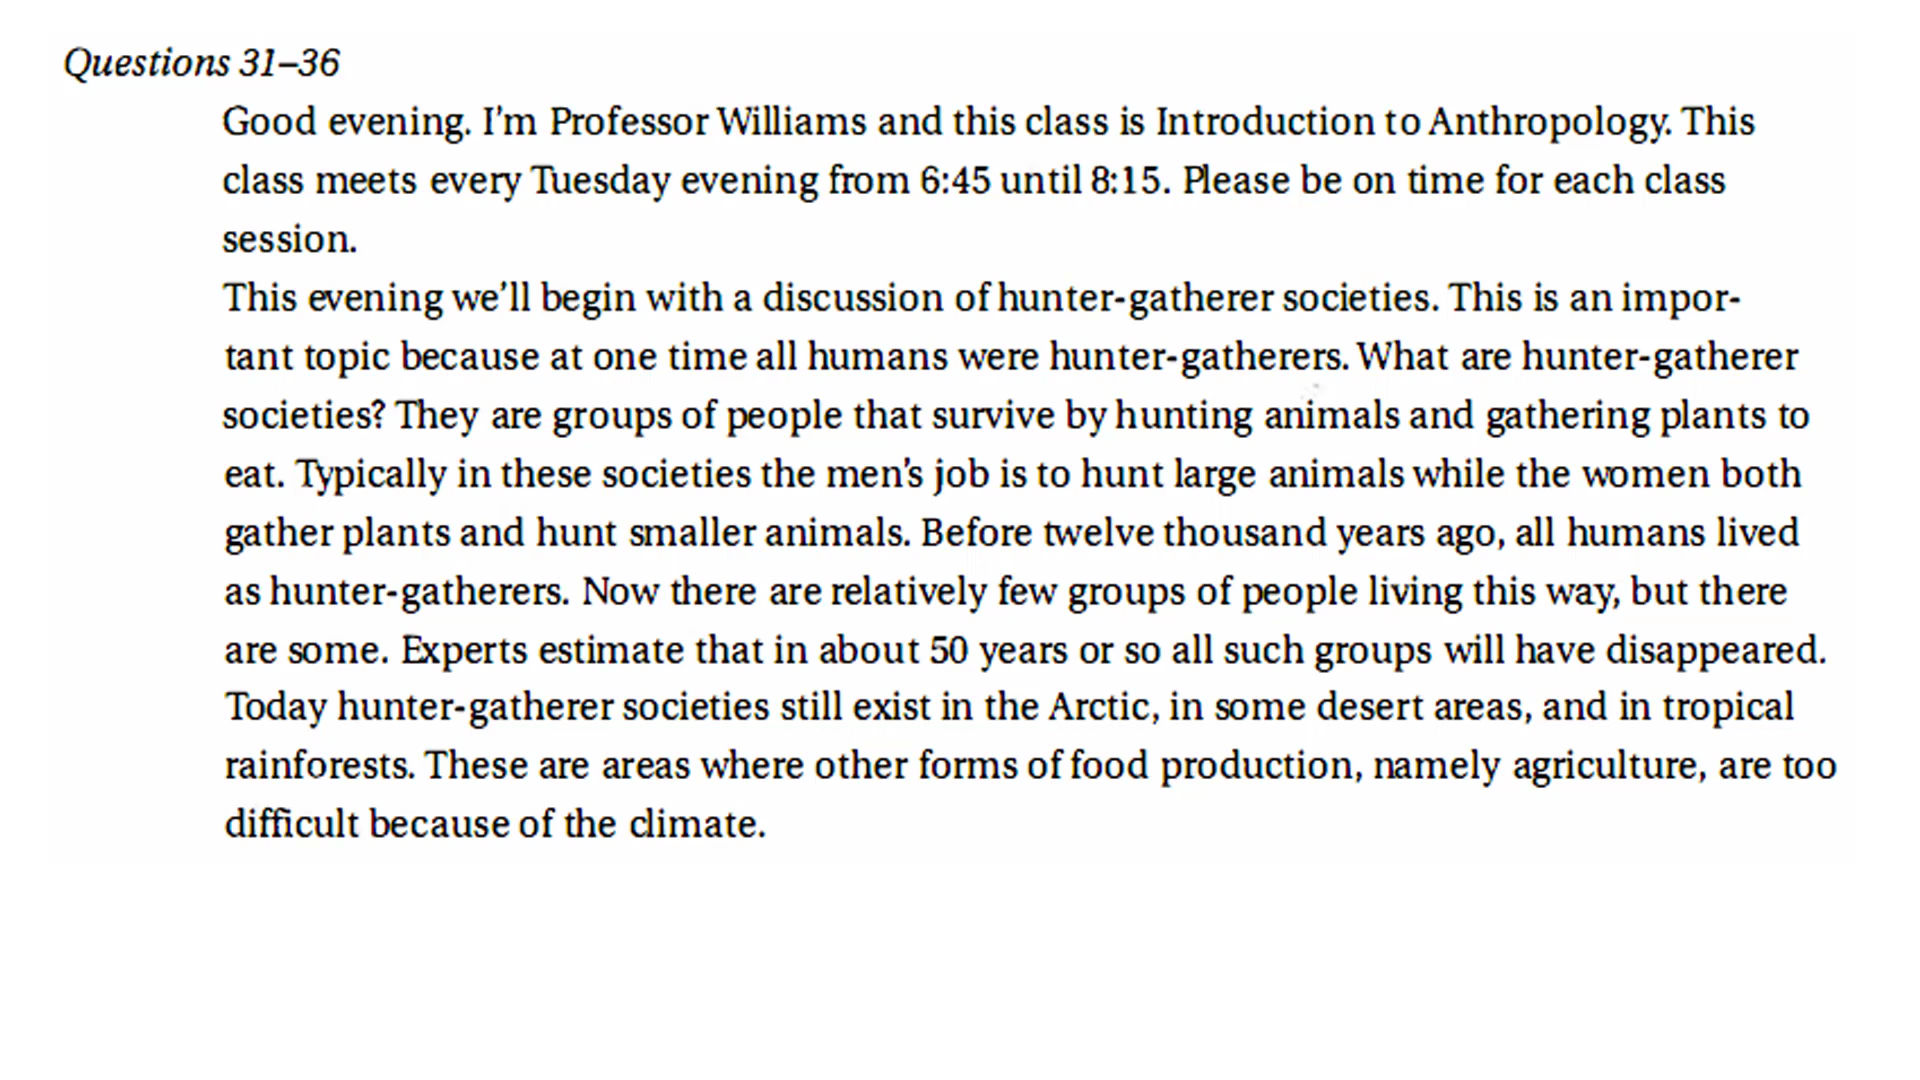 Questions 31–36
Good evening. I'm Professor Williams and this class is Introduction to Anthropology. This
class meets every Tuesday evening from 6:45 until 8:15. Please be on time for each class
session.
This evening we'll begin with a discussion of hunter-gatherer societies. This is an impor-
tant topic because at one time all humans were hunter-gatherers. What are hunter-gatherer
societies? They are groups of people that survive by hunting animals and gathering plants to
eat. Typically in these societies the men's job is to hunt large animals while the women both
gather plants and hunt smaller animals. Before twelve thousand years ago, all humans lived
as hunter-gatherers. Now there are relatively few groups of people living this way, but there
are some. Experts estimate that in about 50 years or so all such groups will have disappeared.
Today hunter-gatherer societies still exist in the Arctic, in some desert areas, and in tropical
rainforests. These are areas where other forms of food production, namely agriculture, are too
difficult because of the climate.